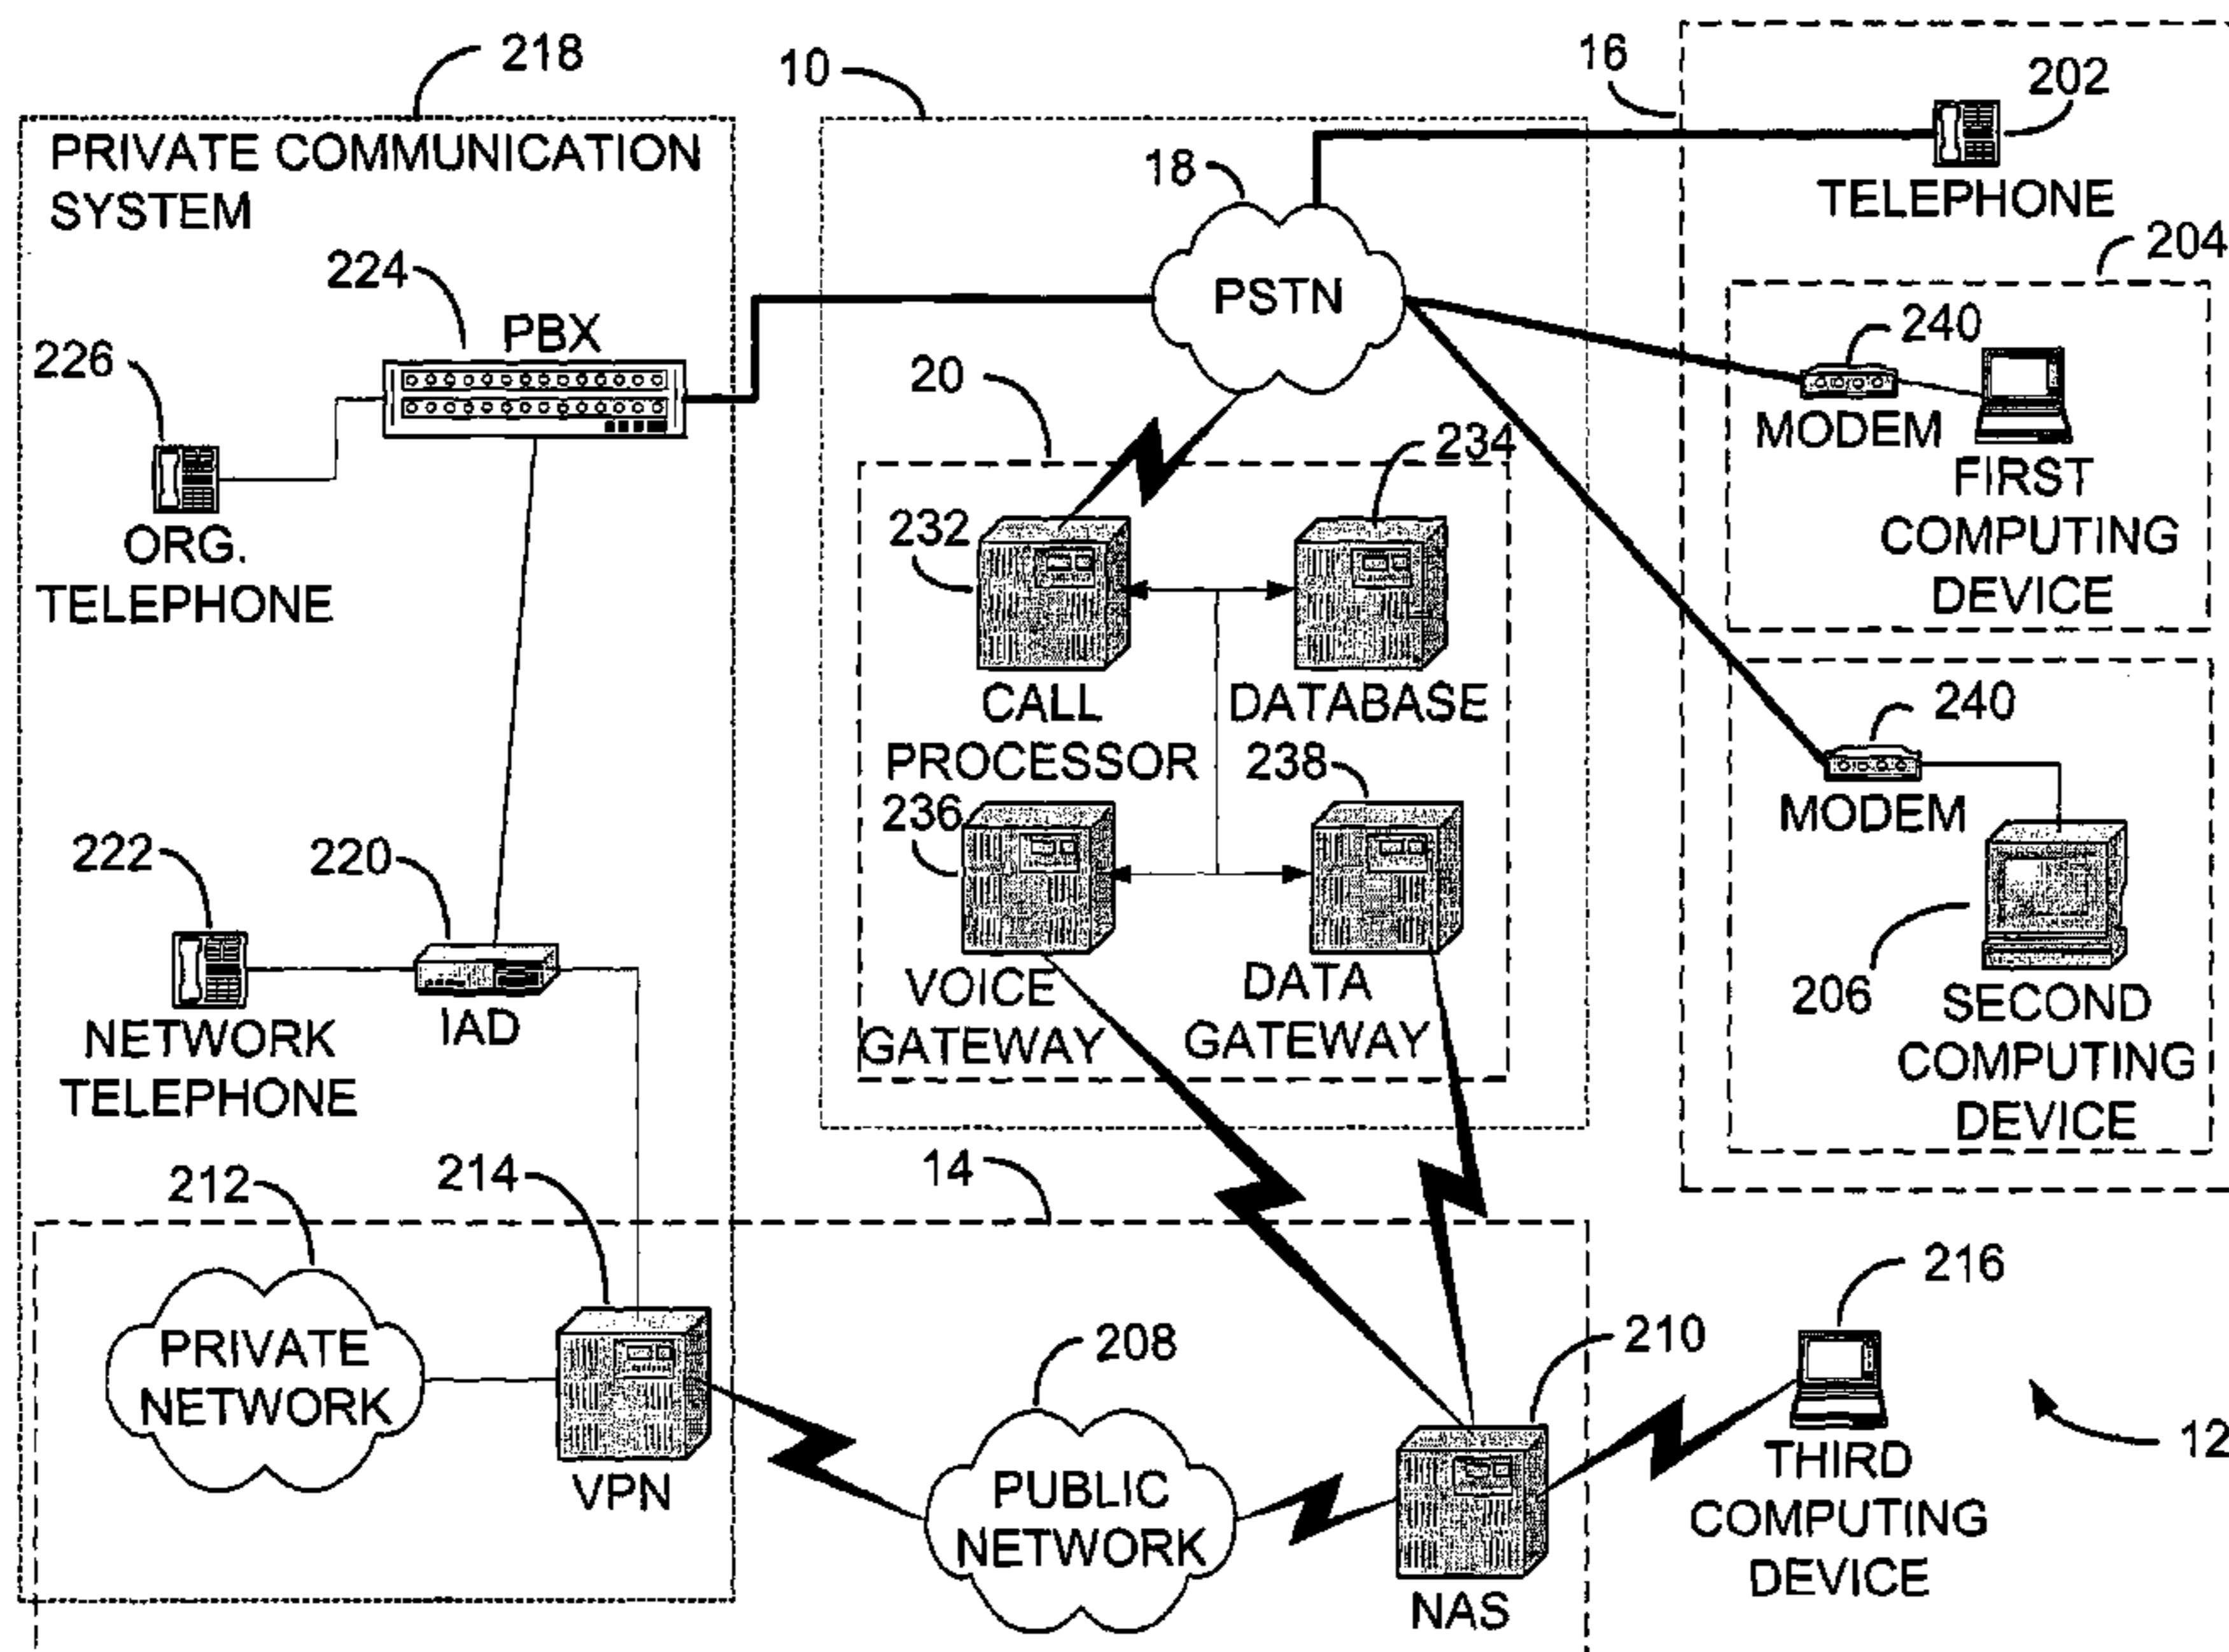 218
10
16
202
PRIVATE COMMUNICATION
SYSTEM
18
TELEPHONE
204
224
PSTN
240
PBX
226
20
MODEM
234
FIRST
COMPUTING
DEVICE
232
ORG.
TELEPHONE
CALL
PROCESSOR
DATABASE
240
238
236
MODEM
222
220
206
VOICE
GATEWAY
DATA
GATEWAY
SECOND
COMPUTING
DEVICE
NETWORK
TELEPHONE
IAD
212
214
14
216
208
210
PRIVATE
NETWORK
12
VPN
PUBLIC
NETWORK
THIRD
COMPUTING
DEVICE
NAS